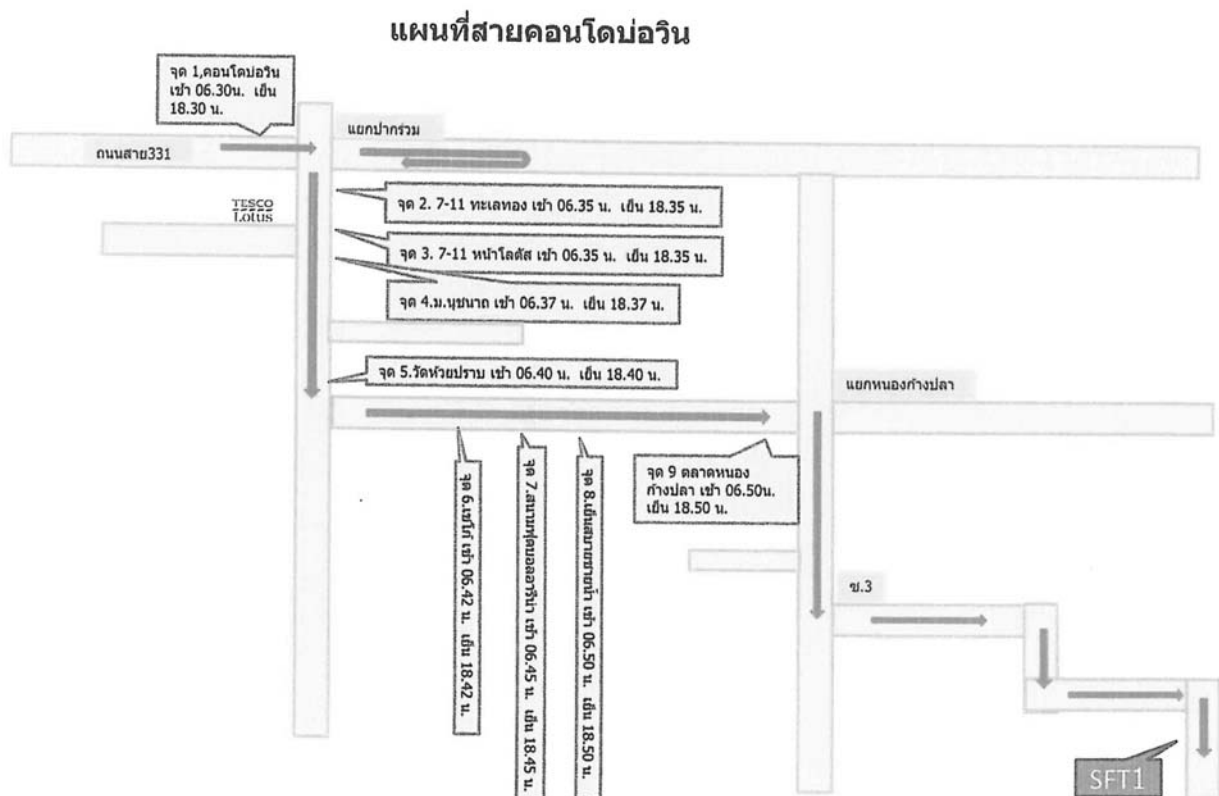 แผนที่สายคอนโดบ่อวิน
จุด 1,คอนโดบ่อวิน
เช้า 06.30น. เย็น
18.30 น.
แยกปากร่วม
ถนนสาย331
TESCO
Lotus
จุด 2. 7-11 ทะเลทอง เช้า 06.35 น. เย็น 18.35 น.
จุด 3. 7-11 หน้าโลตัส เช้า 06.35 น. เย็น 18.35 น.
จุด 4.ม.นุชนาถ เช้า 06.37 น. เย็น 18.37 น.
จุด 5.วัดห้วยปราบ เช้า 06.40 น. เย็น 18.40 น.
แยกหนองก้างปลา
จุด 6.เชโก้ เช้า 06.42 น. เย็น 18.42 น.
จุด 7.สนามฟุตบอลอารีน่า เช้า 06.45 น. เย็น 18.45 น.
จุด 8.เย็นสบายชายน้ำ เช้า 06.50 น. เย็น 18.50 น.
จุด 9 ตลาดหนอง
ก้างปลา เช้า 06.50น.
เย็น 18.50 น.
ซ.3
SFT1